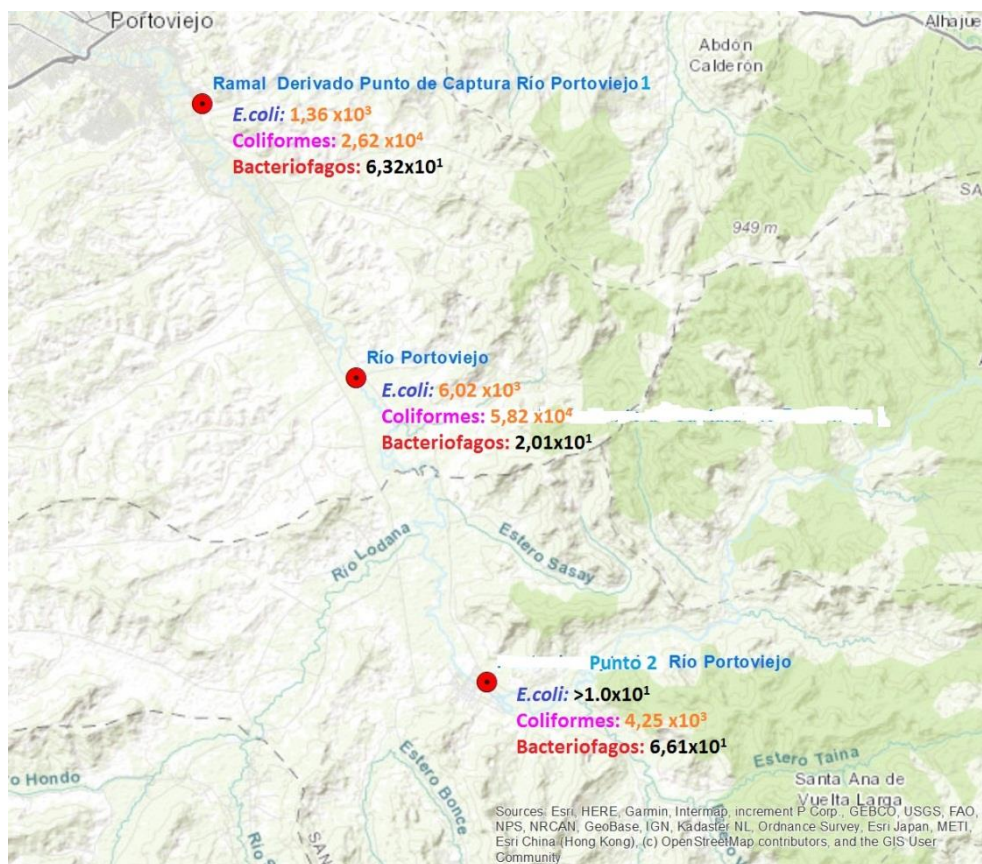 Portoviejo
Alhajue
Abdón
Calderón
Ramal Derivado Punto de Captura Río Portoviejo 1
E.coli: 1,36 x10³
Coliformes: 2,62 x10⁴
Bacteriofagos: 6,32x10¹
SA
949 m
Río Portoviejo
E.coli: 6,02 x10³
Coliformes: 5,82 x10⁴
Bacteriofagos: 2,01x10¹
Río Lodana
Estero Sasay
Punto 2 Río Portoviejo
E.coli: >1.0x10¹
Coliformes: 4,25 x10³
Bacteriofagos: 6,61x10¹
Estero Taina
Santa Ana de
Vuelta Larga
o Hondo
Estero Bonce
Río S
SAN
Sources: Esri, HERE, Garmin, Intermap, increment P Corp., GEBCO, USGS, FAO,
NPS, NRCAN, GeoBase, IGN, Kadaster NL, Ordnance Survey, Esri Japan, METI,
Esri China (Hong Kong), (c) OpenStreetMap contributors, and the GIS User
Community